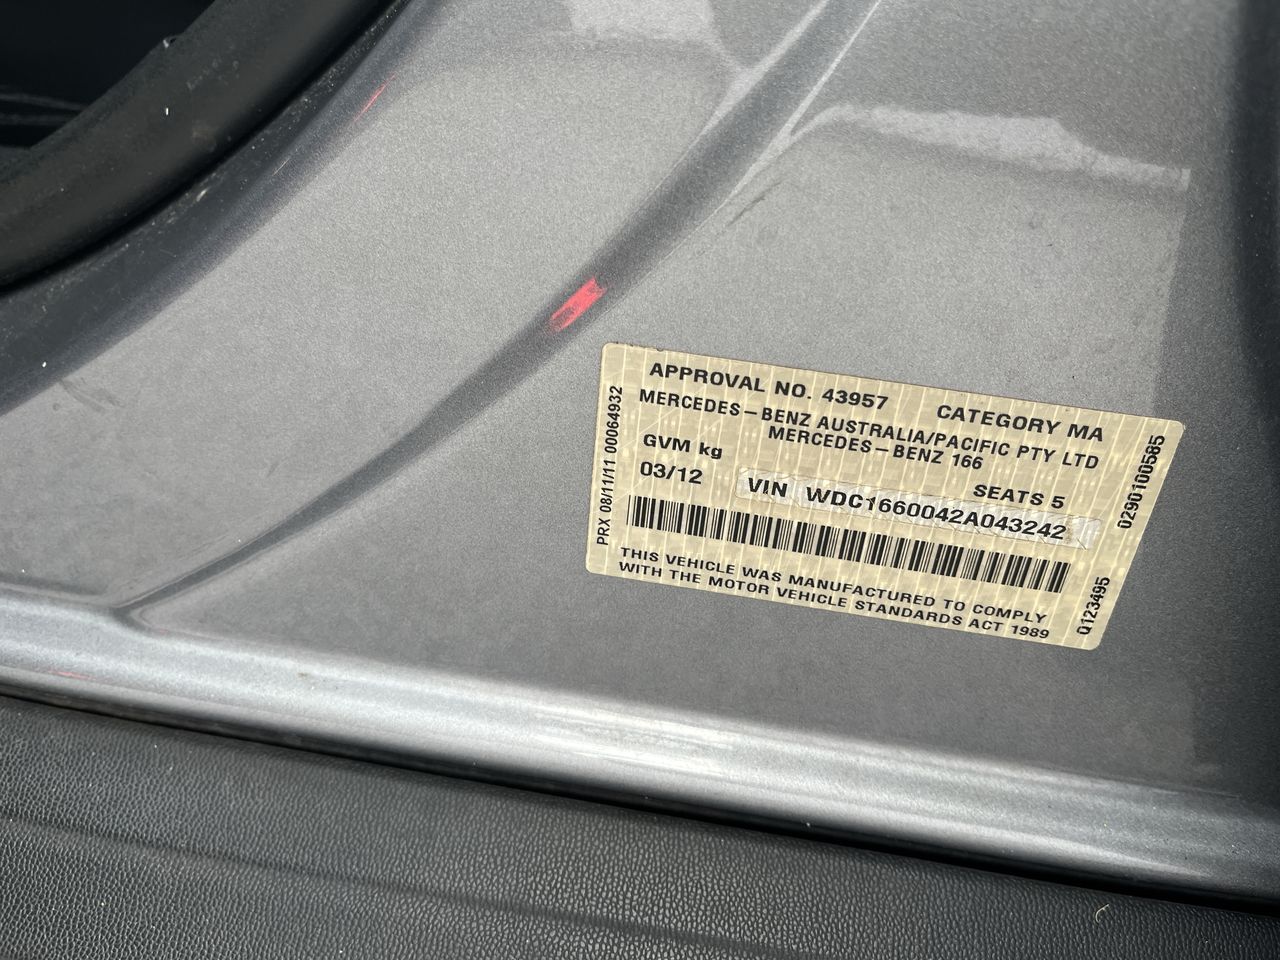 APPROVAL NO. 43957 CATEGORY MA
MERCEDES-BENZ AUSTRALIA/PACIFIC PTY LTD
MERCEDES-BENZ 166
GVM kg
03/12 SEATS 5
VIN WDC1660042A043242
THIS VEHICLE WAS MANUFACTURED TO COMPLY
WITH THE MOTOR VEHICLE STANDARDS ACT 1989
PRX 08/11/11 00064932
0290100585
Q123495